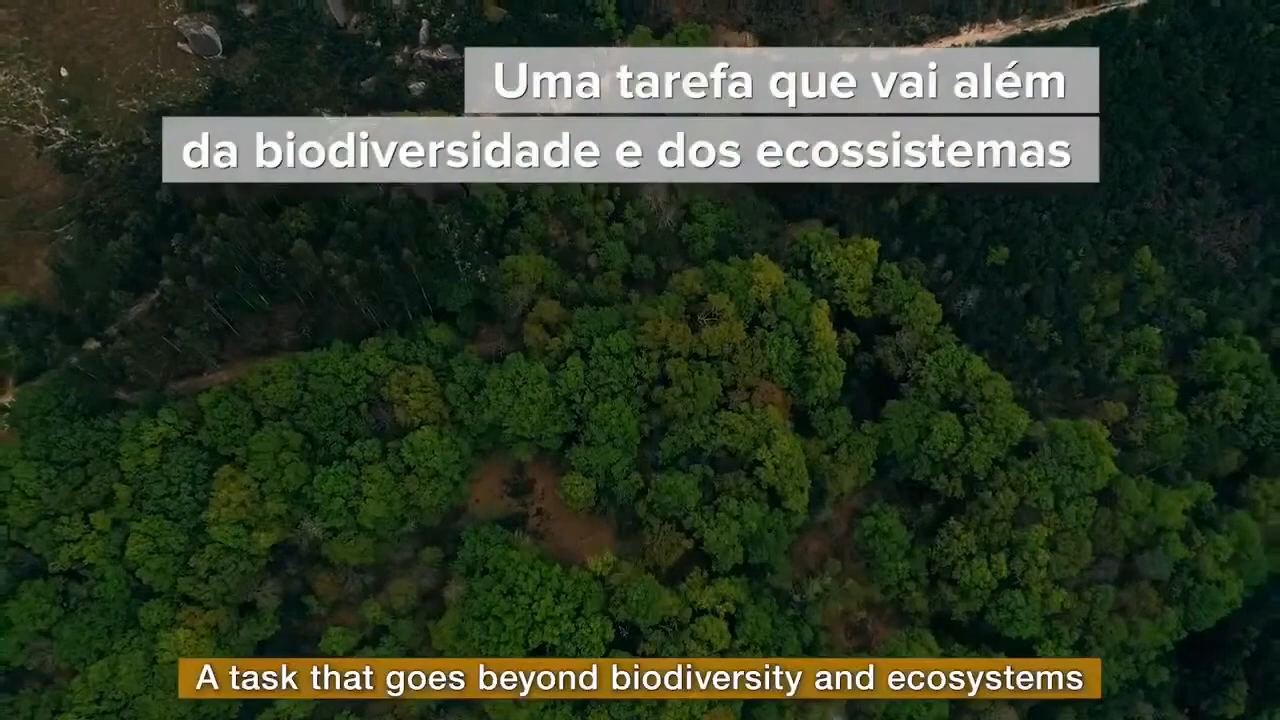 Uma tarefa que vai além
da biodiversidade e dos ecossistemas
A task that goes beyond biodiversity and ecosystems